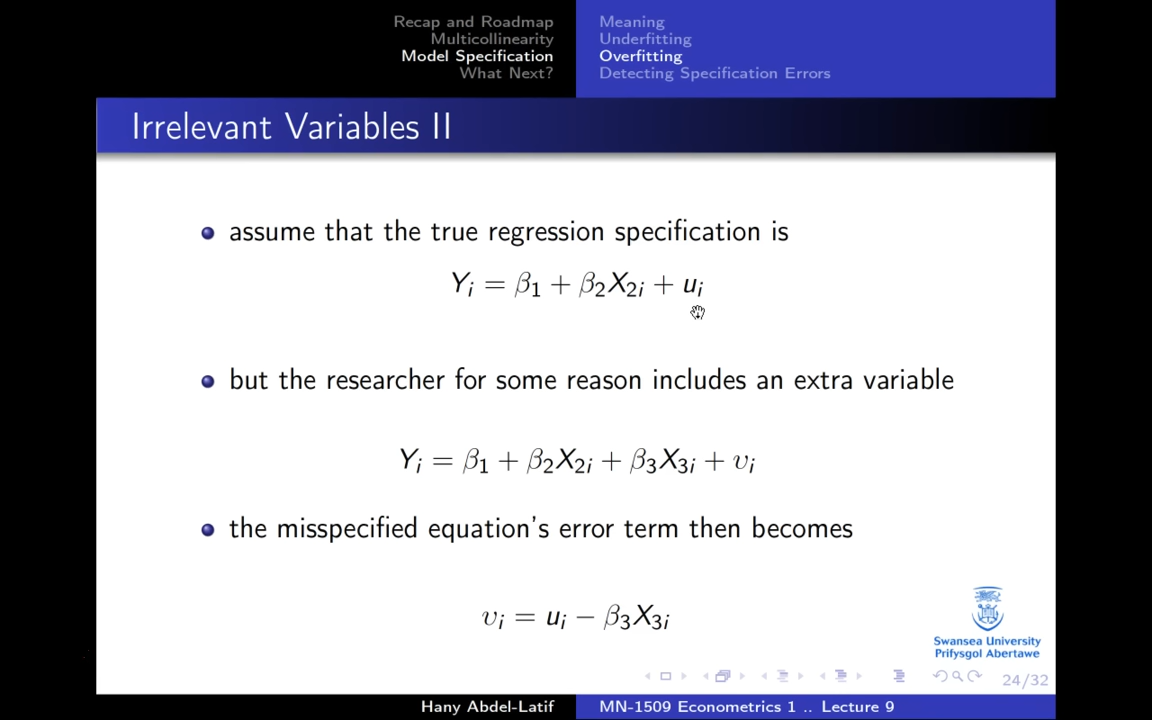 Recap and Roadmap
Multicollinearity
Model Specification
What Next?
Meaning
Underfitting
Overfitting
Detecting Specification Errors
Irrelevant Variables II
assume that the true regression specification is
Yᵢ = β₁ + β₂X₂ᵢ + uᵢ
but the researcher for some reason includes an extra variable
Yᵢ = β₁ + β₂X₂ᵢ + β₃X₃ᵢ + υᵢ
the misspecified equation's error term then becomes
υᵢ = uᵢ − β₃X₃ᵢ
Swansea University
Prifysgol Abertawe
24/32
Hany Abdel-Latif
MN-1509 Econometrics 1 .. Lecture 9